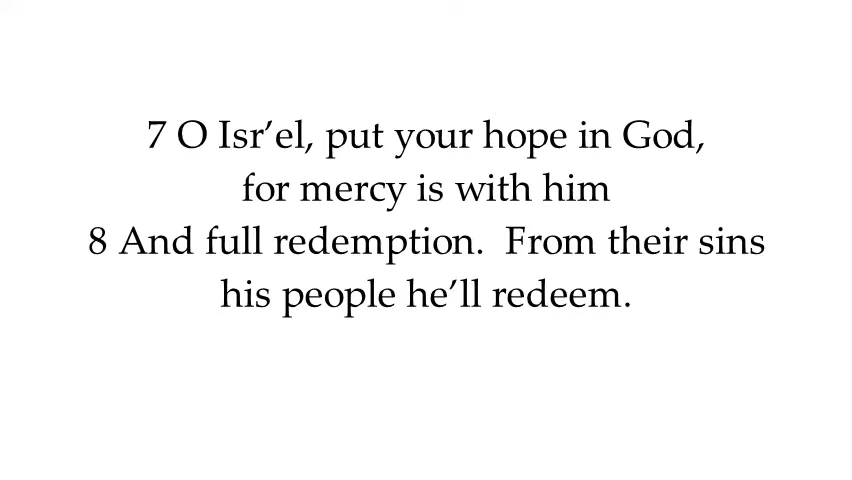 7 O Isr’el, put your hope in God,
for mercy is with him
8 And full redemption.  From their sins
his people he’ll redeem.